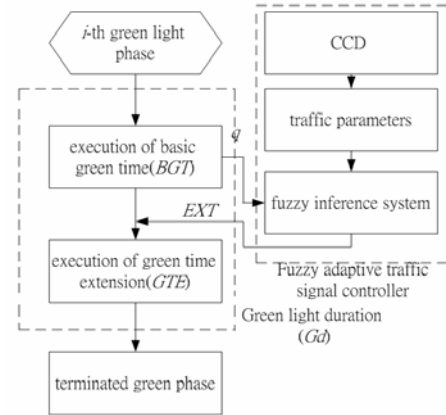 i-th green light
phase
CCD
traffic parameters
execution of basic
green time(BGT)
q
fuzzy inference system
EXT
execution of green time
extension(GTE)
Fuzzy adaptive traffic
signal controller
Green light duration
(Gd)
terminated green phase